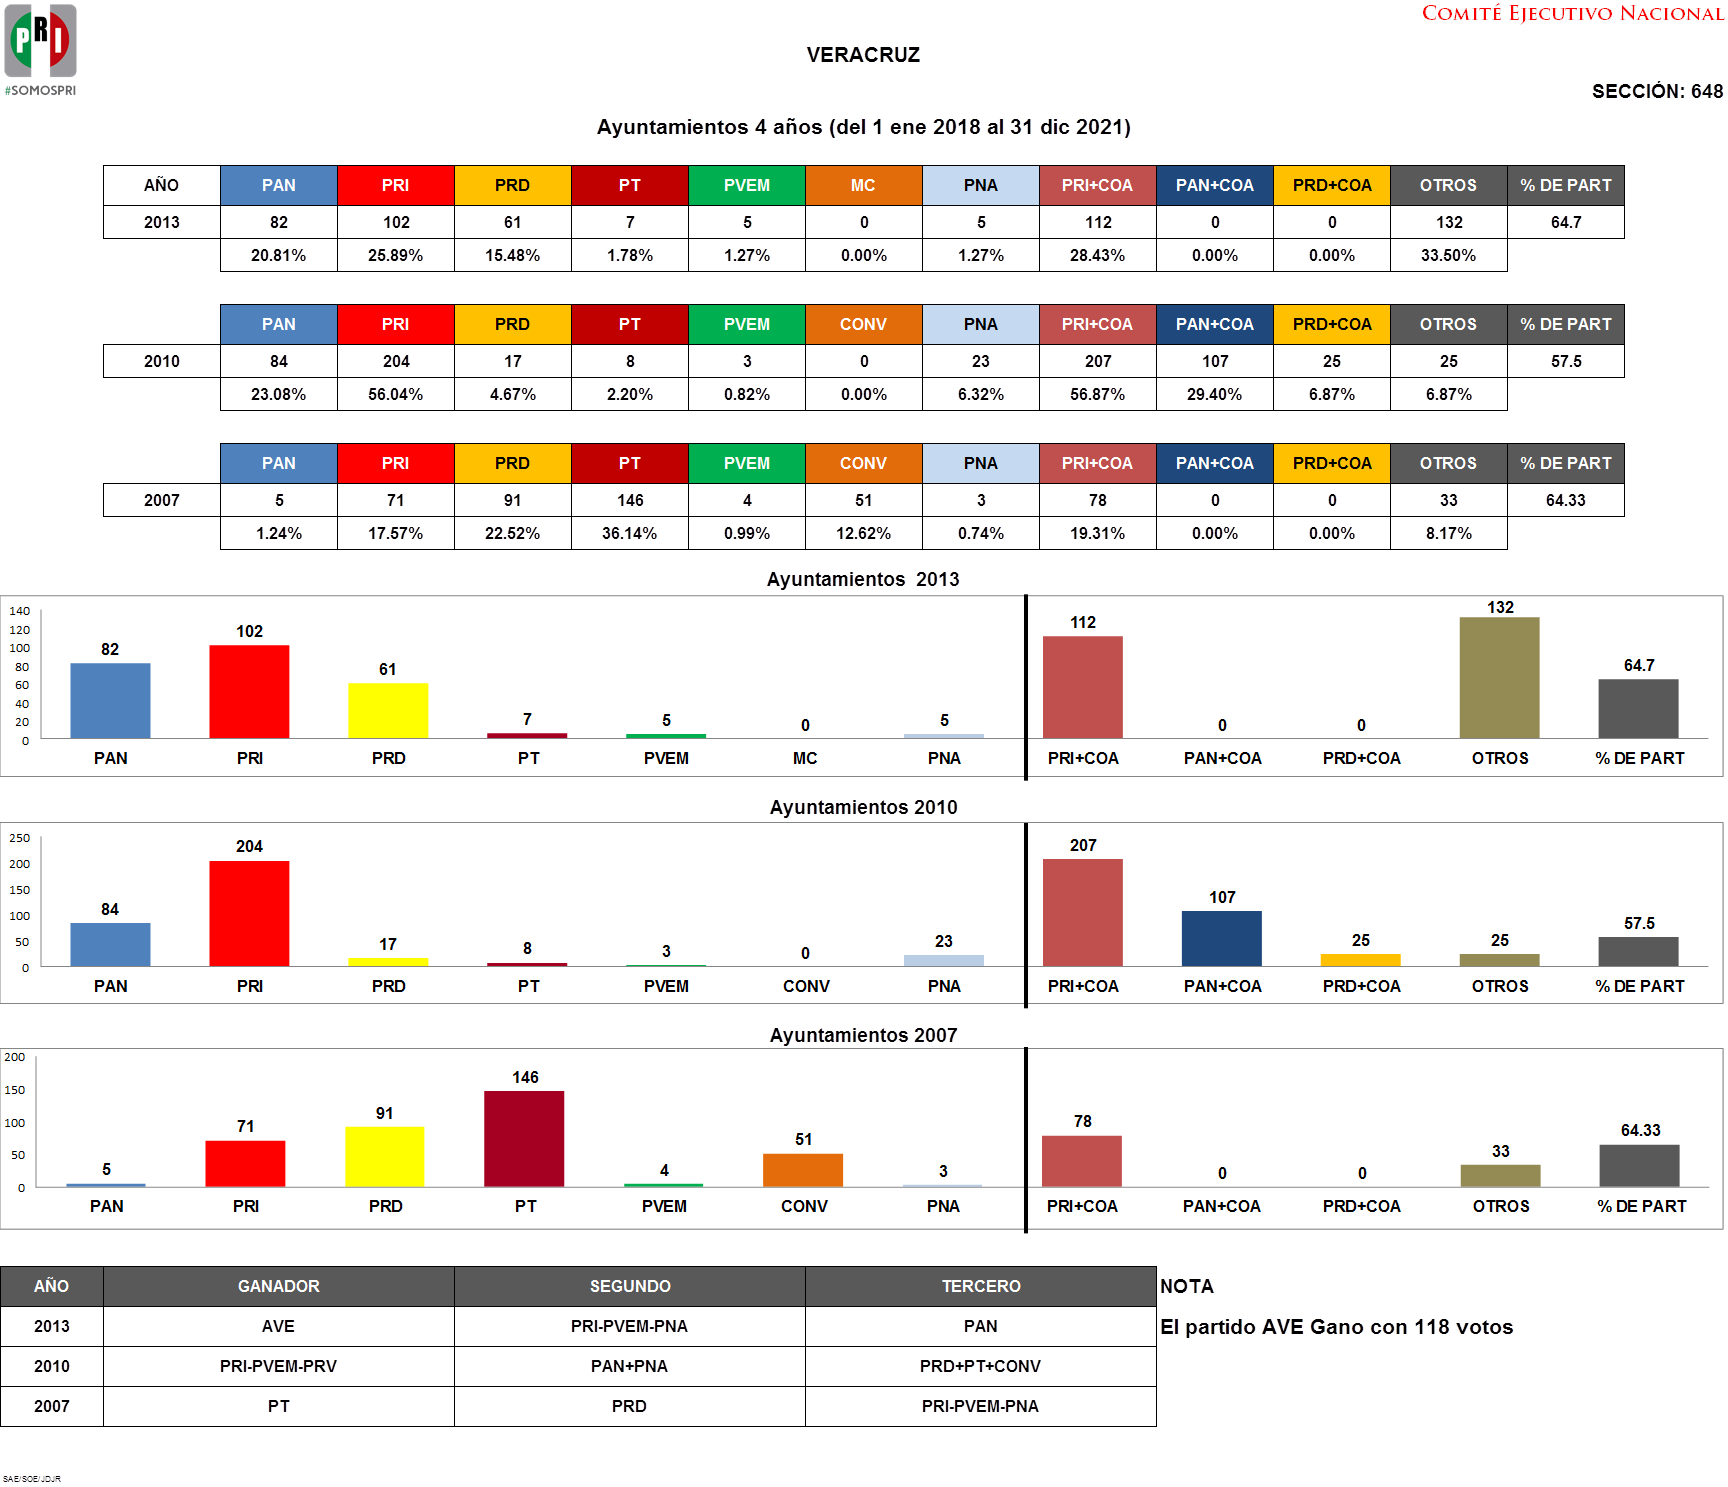 PRI
#SOMOSPRI
COMITÉ EJECUTIVO NACIONAL
VERACRUZ
SECCIÓN: 648
Ayuntamientos 4 años (del 1 ene 2018 al 31 dic 2021)
AÑO PAN PRI PRD PT PVEM MC PNA PRI+COA PAN+COA PRD+COA OTROS % DE PART
2013 82 102 61 7 5 0 5 112 0 0 132 64.7
20.81% 25.89% 15.48% 1.78% 1.27% 0.00% 1.27% 28.43% 0.00% 0.00% 33.50%
PAN PRI PRD PT PVEM CONV PNA PRI+COA PAN+COA PRD+COA OTROS % DE PART
2010 84 204 17 8 3 0 23 207 107 25 25 57.5
23.08% 56.04% 4.67% 2.20% 0.82% 0.00% 6.32% 56.87% 29.40% 6.87% 6.87%
PAN PRI PRD PT PVEM CONV PNA PRI+COA PAN+COA PRD+COA OTROS % DE PART
2007 5 71 91 146 4 51 3 78 0 0 33 64.33
1.24% 17.57% 22.52% 36.14% 0.99% 12.62% 0.74% 19.31% 0.00% 0.00% 8.17%
Ayuntamientos 2013
140
120
100
80
60
40
20
0
82 102 61 7 5 0 5 112 0 0 132 64.7
PAN PRI PRD PT PVEM MC PNA PRI+COA PAN+COA PRD+COA OTROS % DE PART
Ayuntamientos 2010
250
200
150
100
50
0
84 204 17 8 3 0 23 207 107 25 25 57.5
PAN PRI PRD PT PVEM CONV PNA PRI+COA PAN+COA PRD+COA OTROS % DE PART
Ayuntamientos 2007
200
150
100
50
0
5 71 91 146 4 51 3 78 0 0 33 64.33
PAN PRI PRD PT PVEM CONV PNA PRI+COA PAN+COA PRD+COA OTROS % DE PART
AÑO GANADOR SEGUNDO TERCERO NOTA
2013 AVE PRI-PVEM-PNA PAN El partido AVE Gano con 118 votos
2010 PRI-PVEM-PRV PAN+PNA PRD+PT+CONV
2007 PT PRD PRI-PVEM-PNA
SAE/SOE/JDJR